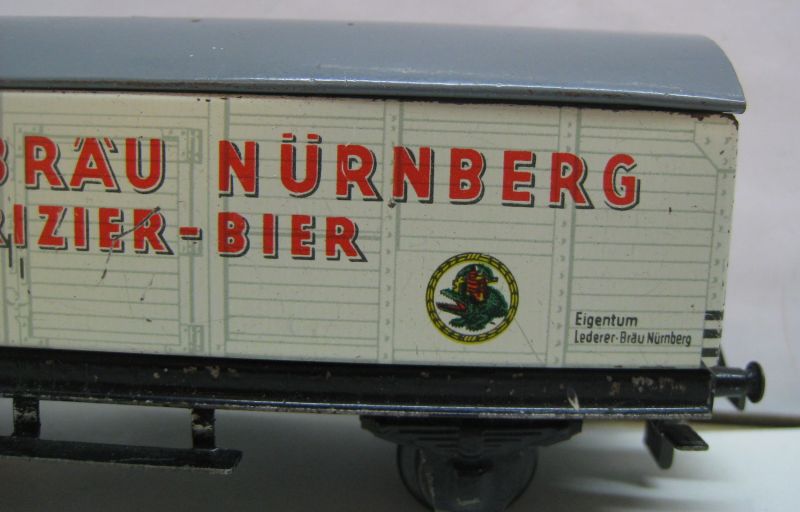 BRÄU NÜRNBERG
RIZIER-BIER
Eigentum
Lederer-Bräu Nürnberg